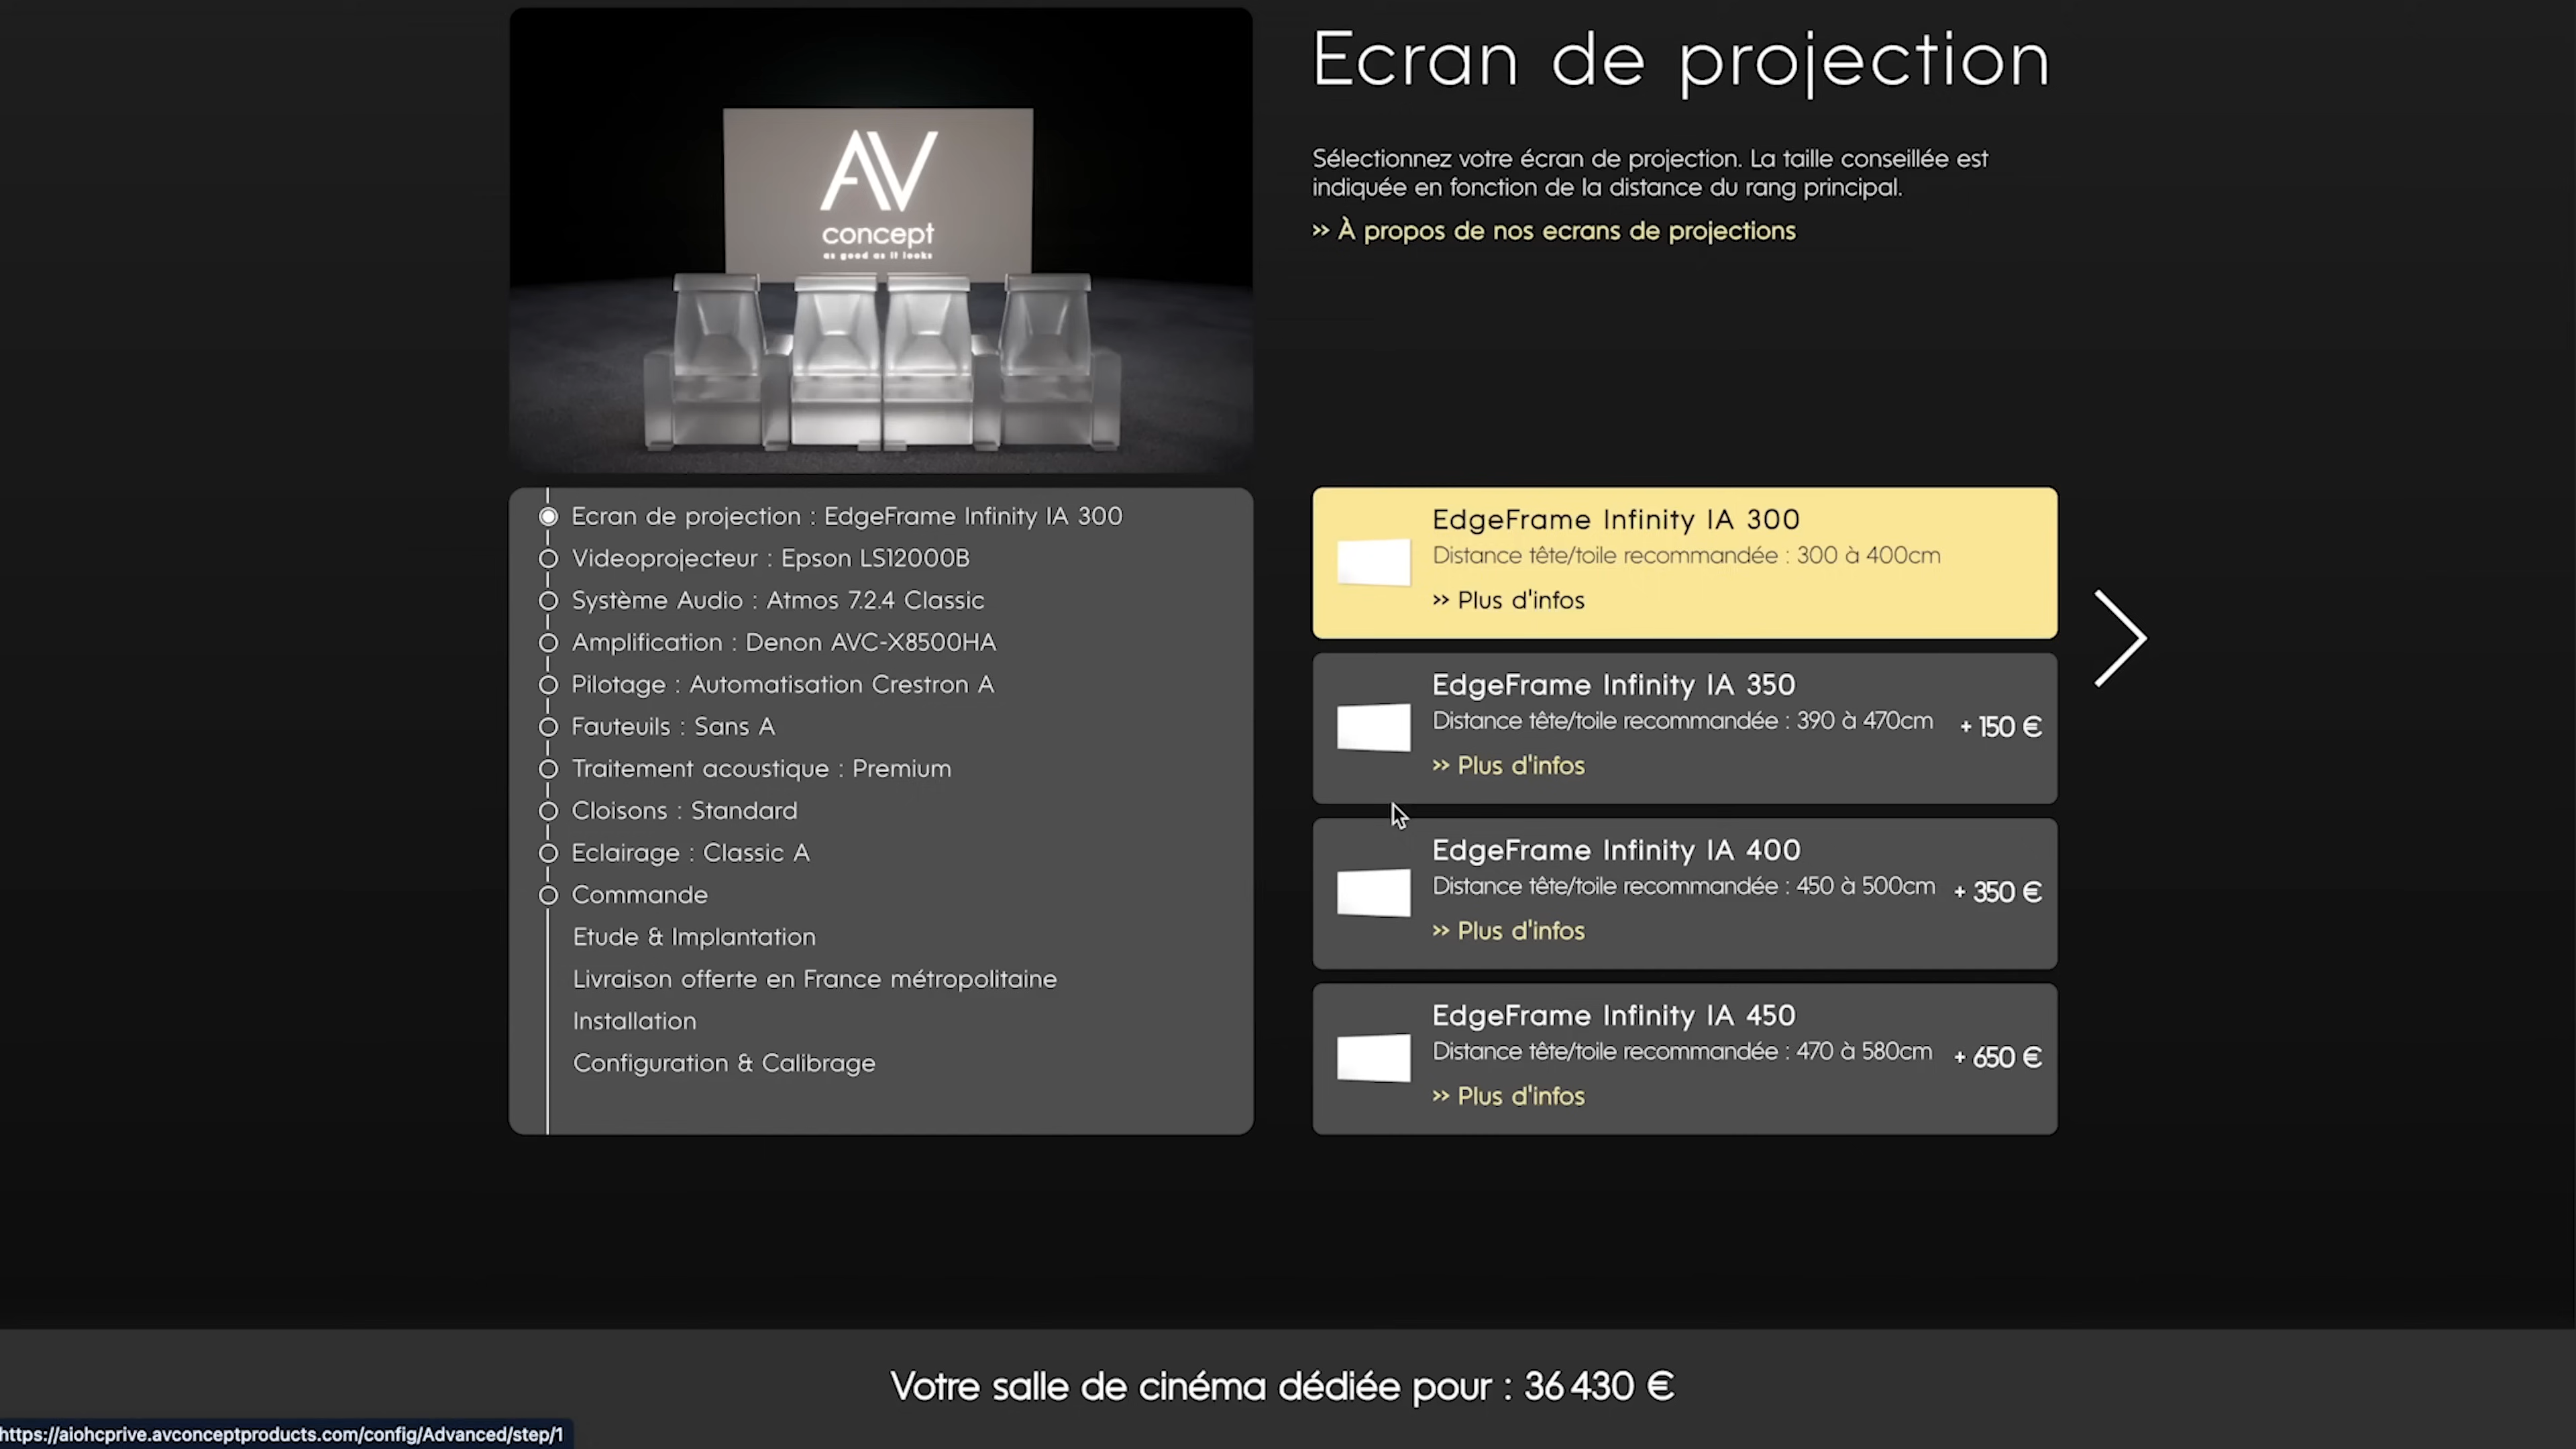 AV
concept
as good as it looks
Ecran de projection
Sélectionnez votre écran de projection. La taille conseillée est
indiquée en fonction de la distance du rang principal.
>> À propos de nos ecrans de projections
Ecran de projection : EdgeFrame Infinity IA 300
Videoprojecteur : Epson LS12000B
Système Audio : Atmos 7.2.4 Classic
Amplification : Denon AVC-X8500HA
Pilotage : Automatisation Crestron A
Fauteuils : Sans A
Traitement acoustique : Premium
Cloisons : Standard
Eclairage : Classic A
Commande
Etude & Implantation
Livraison offerte en France métropolitaine
Installation
Configuration & Calibrage
EdgeFrame Infinity IA 300
Distance tête/toile recommandée : 300 à 400cm
>> Plus d'infos
EdgeFrame Infinity IA 350
Distance tête/toile recommandée : 390 à 470cm
+ 150 €
>> Plus d'infos
EdgeFrame Infinity IA 400
Distance tête/toile recommandée : 450 à 500cm
+ 350 €
>> Plus d'infos
EdgeFrame Infinity IA 450
Distance tête/toile recommandée : 470 à 580cm
+ 650 €
>> Plus d'infos
Votre salle de cinéma dédiée pour : 36 430 €
https://aiohcprive.avconceptproducts.com/config/Advanced/step/1